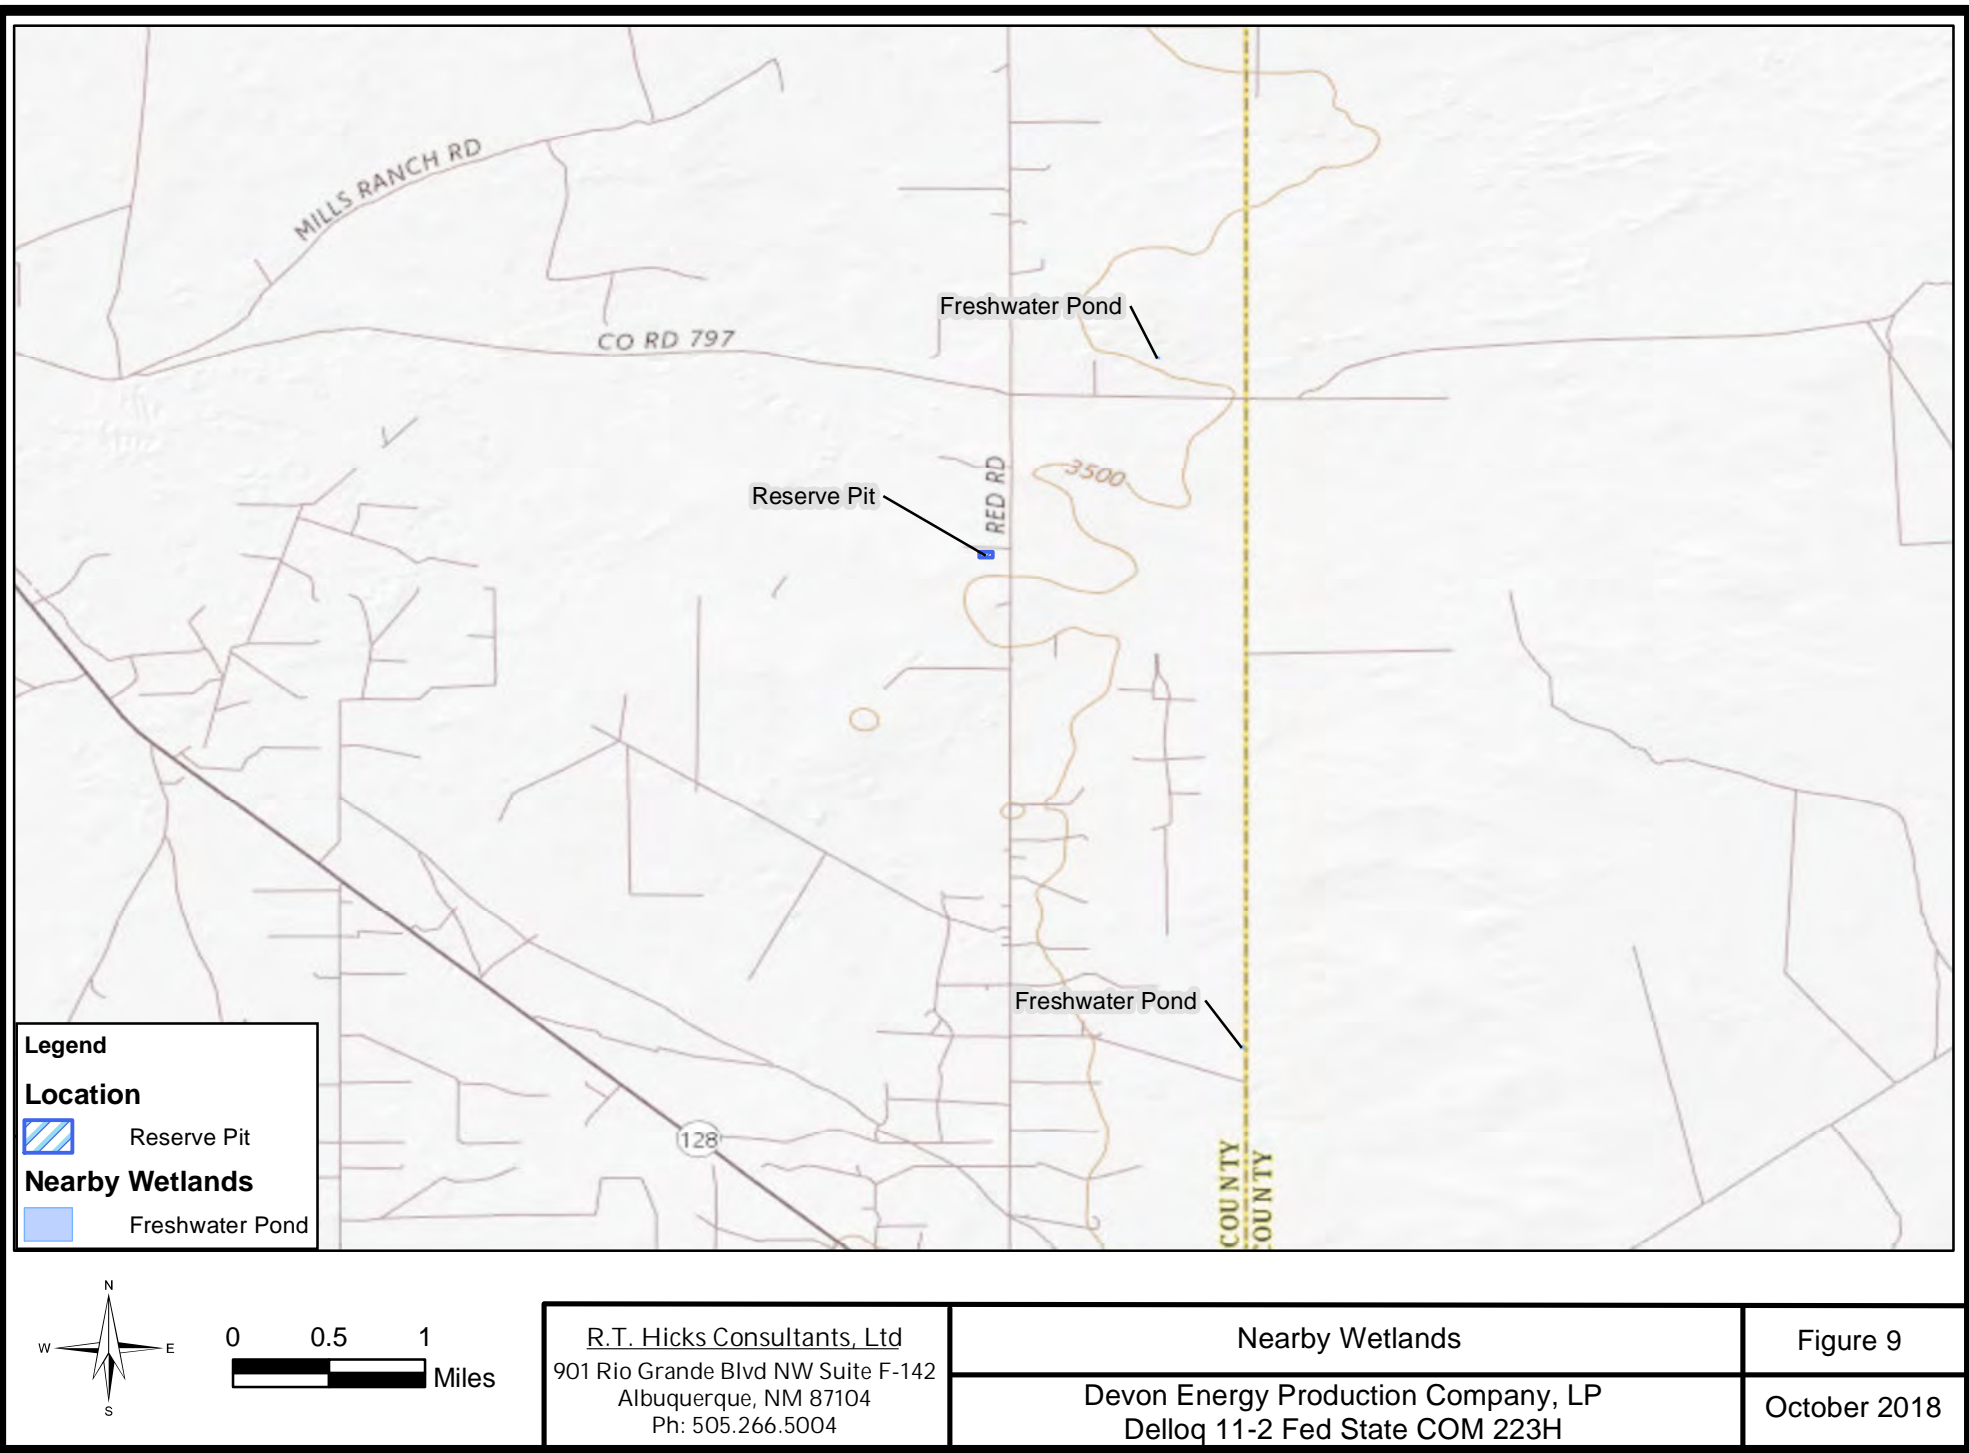 MILLS RANCH RD
Freshwater Pond
CO RD 797
RED RD
3500
Reserve Pit
Freshwater Pond
128
COUNTY
OUNTY
Legend
Location
Reserve Pit
Nearby Wetlands
Freshwater Pond
N
W E
S
0 0.5 1
Miles
R.T. Hicks Consultants, Ltd
901 Rio Grande Blvd NW Suite F-142
Albuquerque, NM 87104
Ph: 505.266.5004
Nearby Wetlands
Devon Energy Production Company, LP
Delloq 11-2 Fed State COM 223H
Figure 9
October 2018